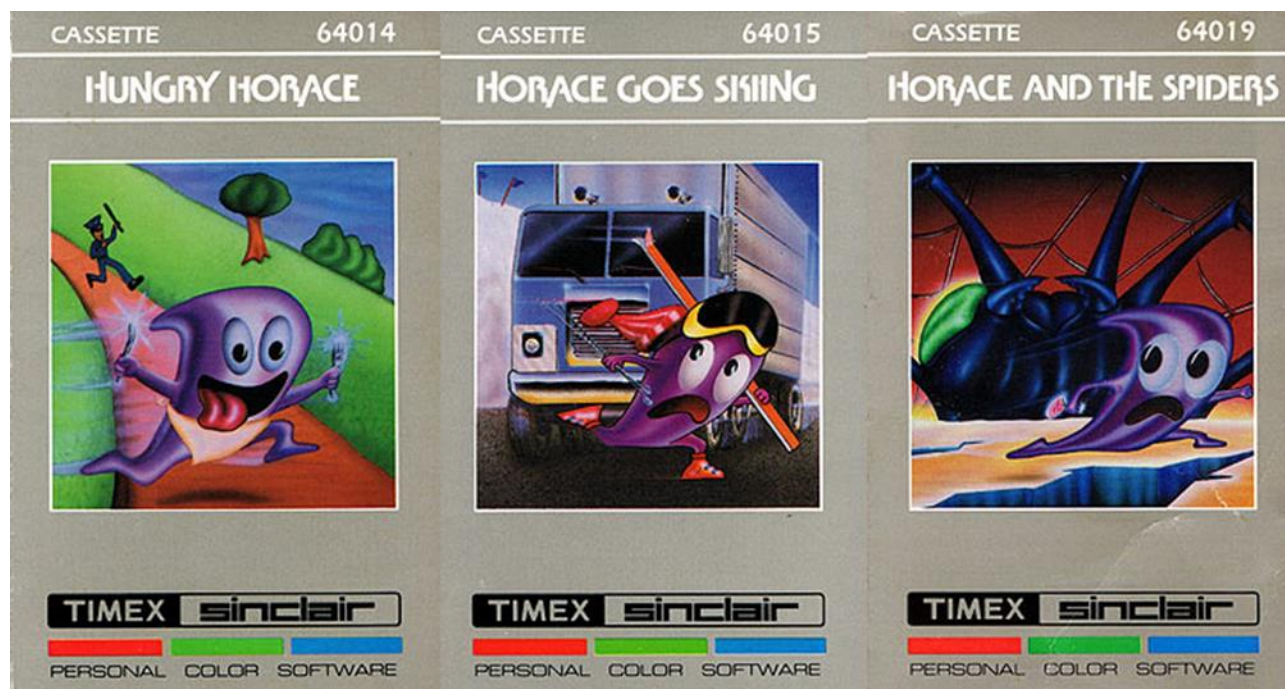 CASSETTE 64014
HUNGRY HORACE
TIMEX sinclair
PERSONAL COLOR SOFTWARE
CASSETTE 64015
HORACE GOES SKIING
TIMEX sinclair
PERSONAL COLOR SOFTWARE
CASSETTE 64019
HORACE AND THE SPIDERS
TIMEX sinclair
PERSONAL COLOR SOFTWARE